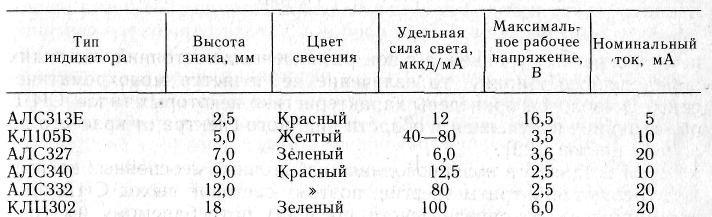 Тип индикатора Высота знака, мм Цвет свечения Удельная сила света, мккд/мА Максимальное рабочее напряжение, В Номинальный ток, мА
АЛС313Е 2,5 Красный 12 16,5 5
КЛ105Б 5,0 Желтый 40—80 3,5 10
АЛС327 7,0 Зеленый 6,0 3,6 20
АЛС340 9,0 Красный 12,5 2,5 10
АЛС332 12,0 » 80 2,5 20
КЛЦ302 18 Зеленый 100 6,0 20